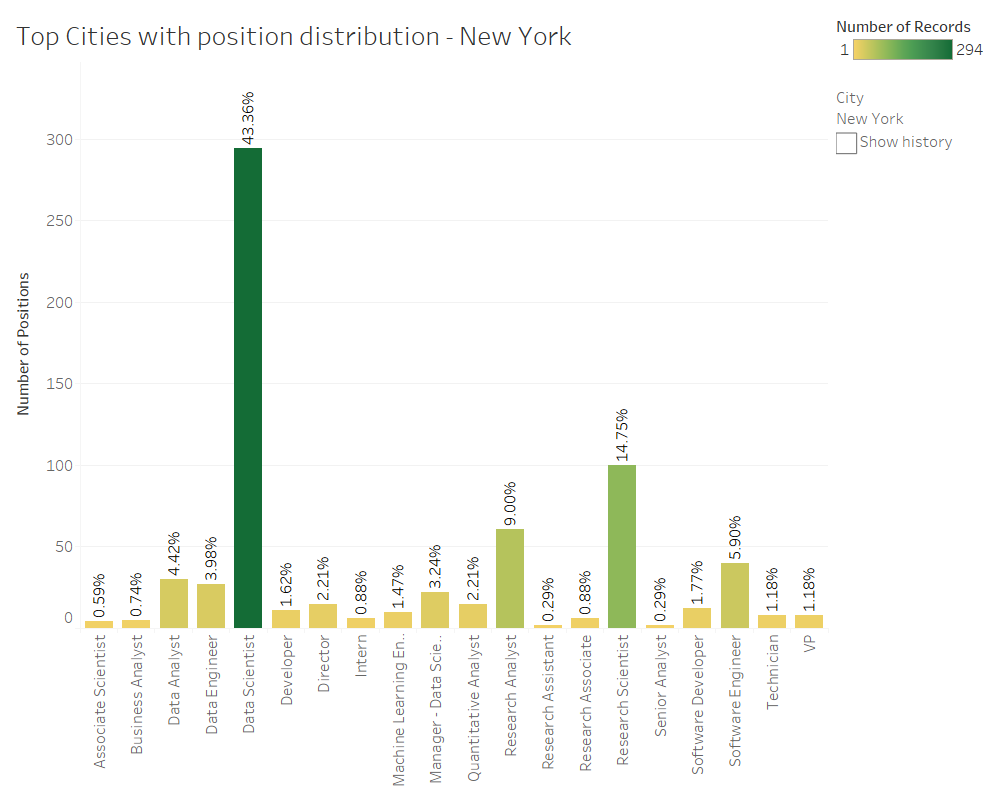 Top Cities with position distribution - New York
Number of Records
1 294
City
New York
Show history
Number of Positions
300
250
200
150
100
50
0
0.59%
0.74%
4.42%
3.98%
43.36%
1.62%
2.21%
0.88%
1.47%
3.24%
2.21%
9.00%
0.29%
0.88%
14.75%
0.29%
1.77%
5.90%
1.18%
1.18%
Associate Scientist
Business Analyst
Data Analyst
Data Engineer
Data Scientist
Developer
Director
Intern
Machine Learning En..
Manager - Data Scie..
Quantitative Analyst
Research Analyst
Research Assistant
Research Associate
Research Scientist
Senior Analyst
Software Developer
Software Engineer
Technician
VP